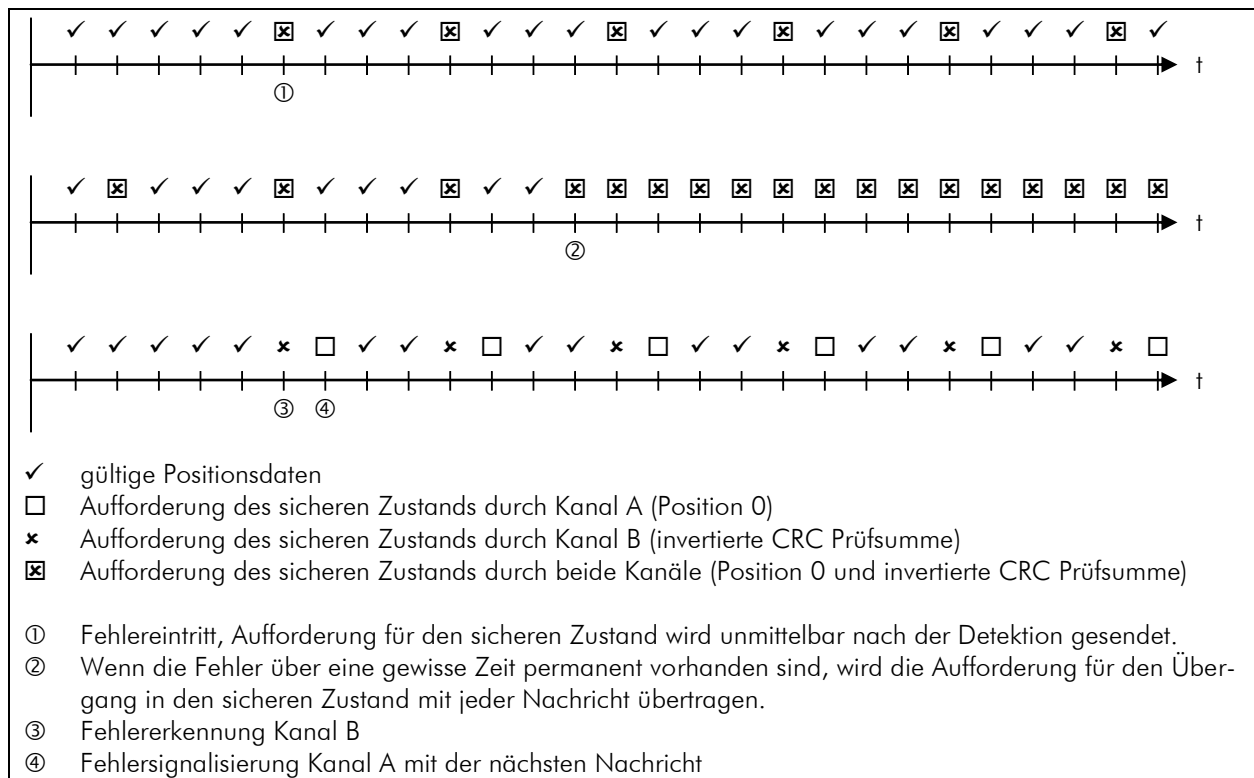 ✓ ✓ ✓ ✓ ✓ 🗷 ✓ ✓ ✓ 🗷 ✓ ✓ ✓ 🗷 ✓ ✓ ✓ 🗷 ✓ ✓ ✓ 🗷 ✓ ✓ ✓ 🗷 ✓
t
①
✓ 🗷 ✓ ✓ ✓ 🗷 ✓ ✓ ✓ 🗷 ✓ ✓ 🗷 🗷 🗷 🗷 🗷 🗷 🗷 🗷 🗷 🗷 🗷 🗷 🗷 🗷 🗷
t
②
✓ ✓ ✓ ✓ ✓ × □ ✓ ✓ × □ ✓ ✓ × □ ✓ ✓ × □ ✓ ✓ × □ ✓ ✓ × □
t
③ ④
✓ gültige Positionsdaten
□ Aufforderung des sicheren Zustands durch Kanal A (Position 0)
× Aufforderung des sicheren Zustands durch Kanal B (invertierte CRC Prüfsumme)
🗷 Aufforderung des sicheren Zustands durch beide Kanäle (Position 0 und invertierte CRC Prüfsumme)
① Fehlereintritt, Aufforderung für den sicheren Zustand wird unmittelbar nach der Detektion gesendet.
② Wenn die Fehler über eine gewisse Zeit permanent vorhanden sind, wird die Aufforderung für den Über-
gang in den sicheren Zustand mit jeder Nachricht übertragen.
③ Fehlererkennung Kanal B
④ Fehlersignalisierung Kanal A mit der nächsten Nachricht